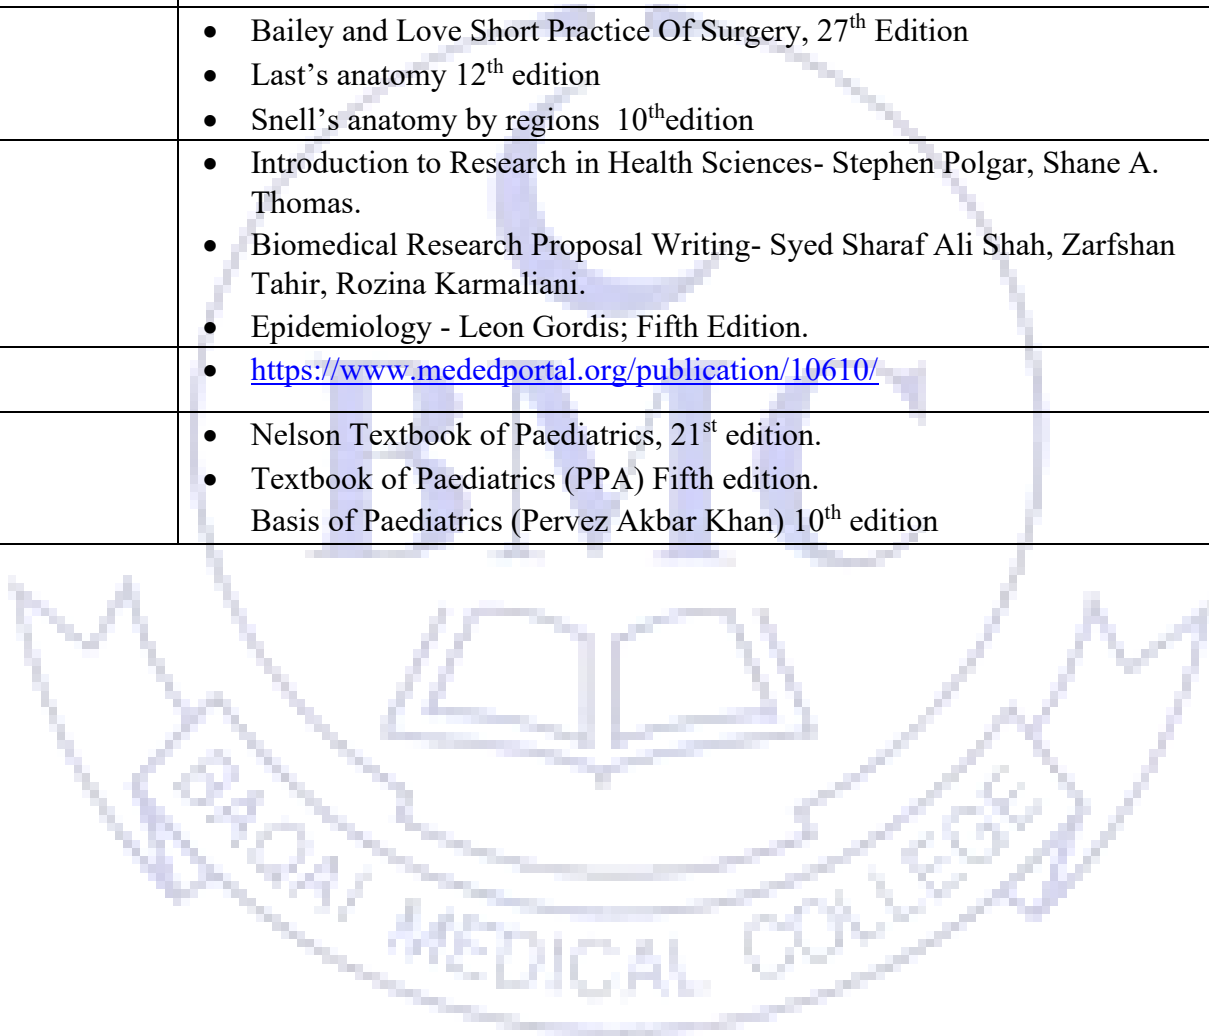 • Bailey and Love Short Practice Of Surgery, 27th Edition
• Last’s anatomy 12th edition
• Snell’s anatomy by regions  10thedition
• Introduction to Research in Health Sciences- Stephen Polgar, Shane A.
Thomas.
• Biomedical Research Proposal Writing- Syed Sharaf Ali Shah, Zarfshan
Tahir, Rozina Karmaliani.
• Epidemiology - Leon Gordis; Fifth Edition.
• https://www.mededportal.org/publication/10610/
• Nelson Textbook of Paediatrics, 21st edition.
• Textbook of Paediatrics (PPA) Fifth edition.
Basis of Paediatrics (Pervez Akbar Khan) 10th edition
BMC
BAQAI MEDICAL COLLEGE